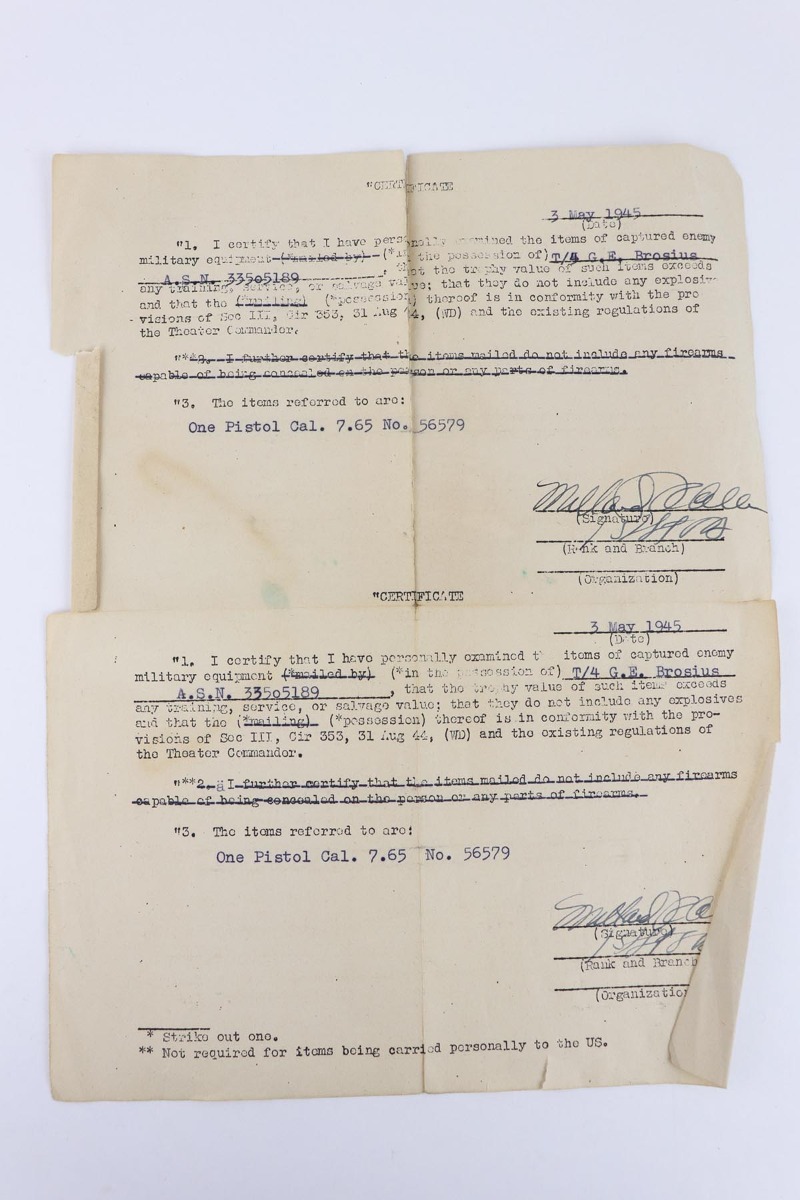 "CERTIFICATE
3 May 1945
(Date)
"1. I certify that I have personally examined the items of captured enemy
military equipment (*mailed by) (*in the possession of) T/4 G.E. Brosius
A.S.N. 33505189, that the trophy value of such items exceeds
any training, service, or salvage value; that they do not include any explosives
and that the (*mailing) (*possession) thereof is in conformity with the pro
visions of Sec III, Cir 353, 31 Aug 44, (WD) and the existing regulations of
the Theater Commander.
"**2. I further certify that the items mailed do not include any firearms
capable of being concealed on the person or any parts of firearms.
"3. The items referred to are:
One Pistol Cal. 7.65 No. 56579
(Signature)
(Rank and Branch)
(Organization)
"CERTIFICATE
3 May 1945
(Date)
"1. I certify that I have personally examined t items of captured enemy
military equipment (*mailed by) (*in the possession of) T/4 G.E. Brosius
A.S.N. 33505189, that the trophy value of such items exceeds
any training, service, or salvage value; that they do not include any explosives
and that the (*mailing) (*possession) thereof is in conformity with the pro-
visions of Sec III, Cir 353, 31 Aug 44, (WD) and the existing regulations of
the Theater Commander.
"**2. I further certify that the items mailed do not include any firearms
capable of being concealed on the person or any parts of firearms.
"3. The items referred to are:
One Pistol Cal. 7.65 No. 56579
(Signature)
(Rank and Branch
(Organizatio
* Strike out one.
** Not required for items being carried personally to the US.